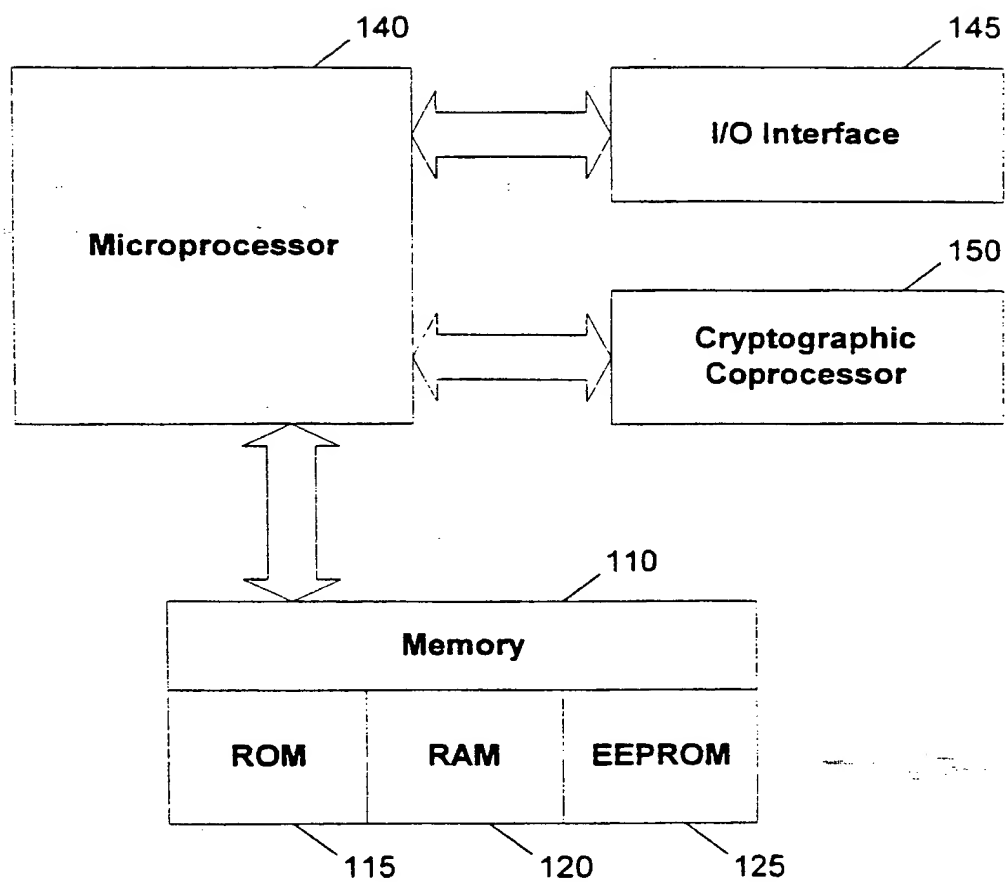 140
145
Microprocessor
I/O Interface
150
Cryptographic
Coprocessor
110
Memory
ROM
RAM
EEPROM
115
120
125